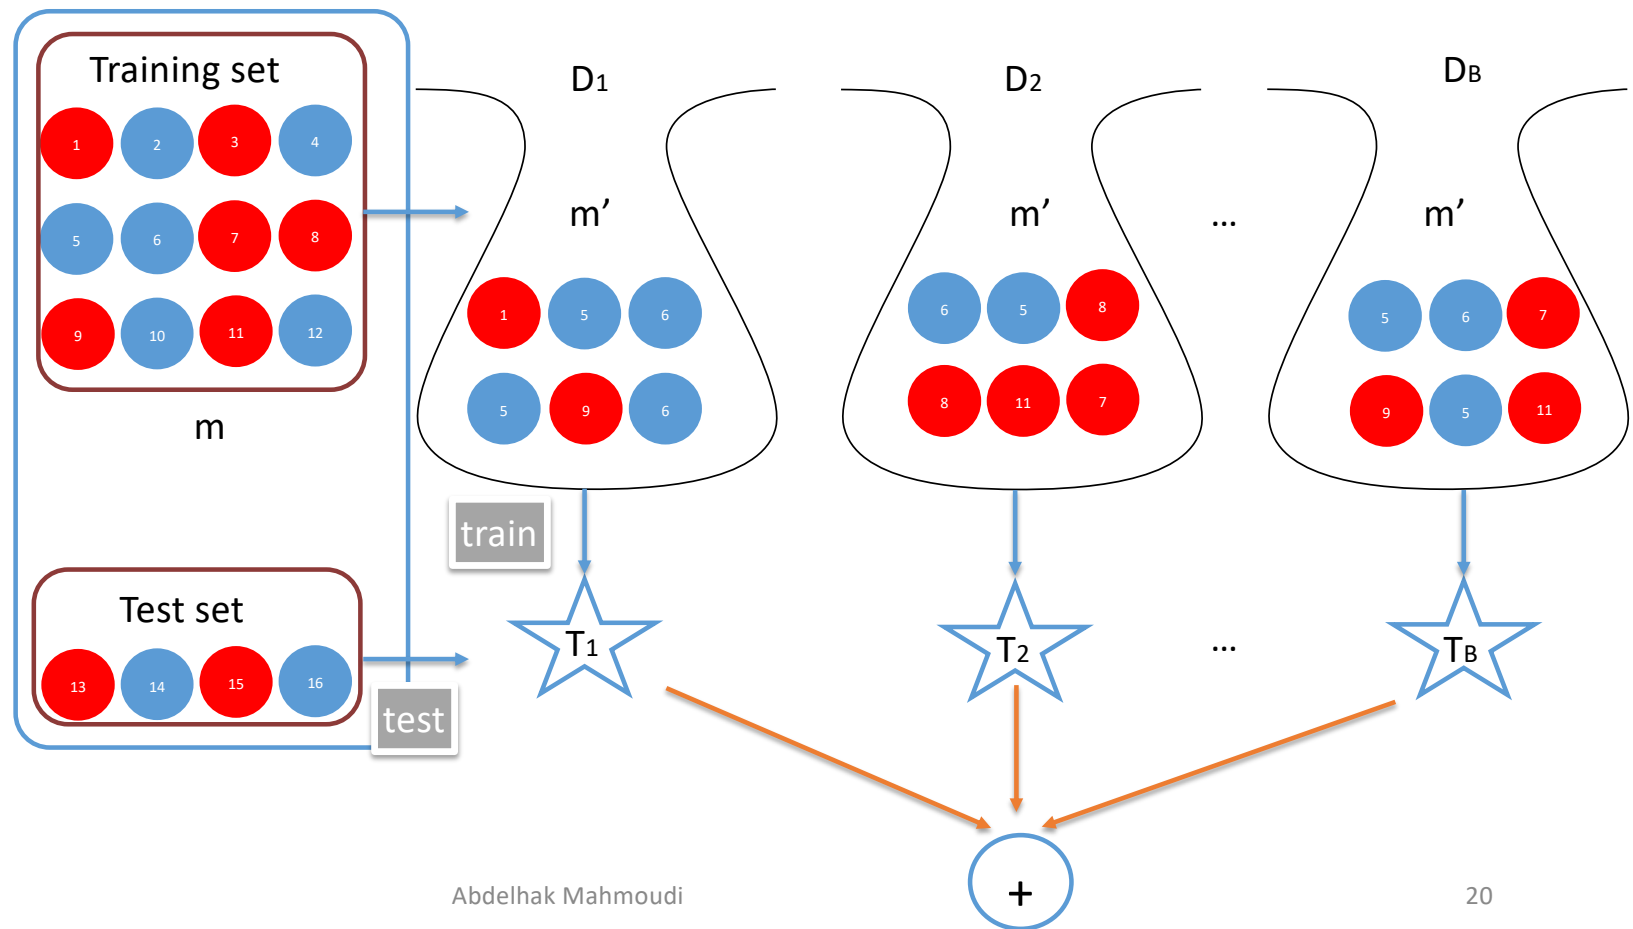 Training set
1 2 3 4
5 6 7 8
9 10 11 12
m
Test set
13 14 15 16
test
D1
m’
1 5 6
5 9 6
train
T1
D2
m’
6 5 8
8 11 7
T2
...
...
DB
m’
5 6 7
9 5 11
TB
+
Abdelhak Mahmoudi
20